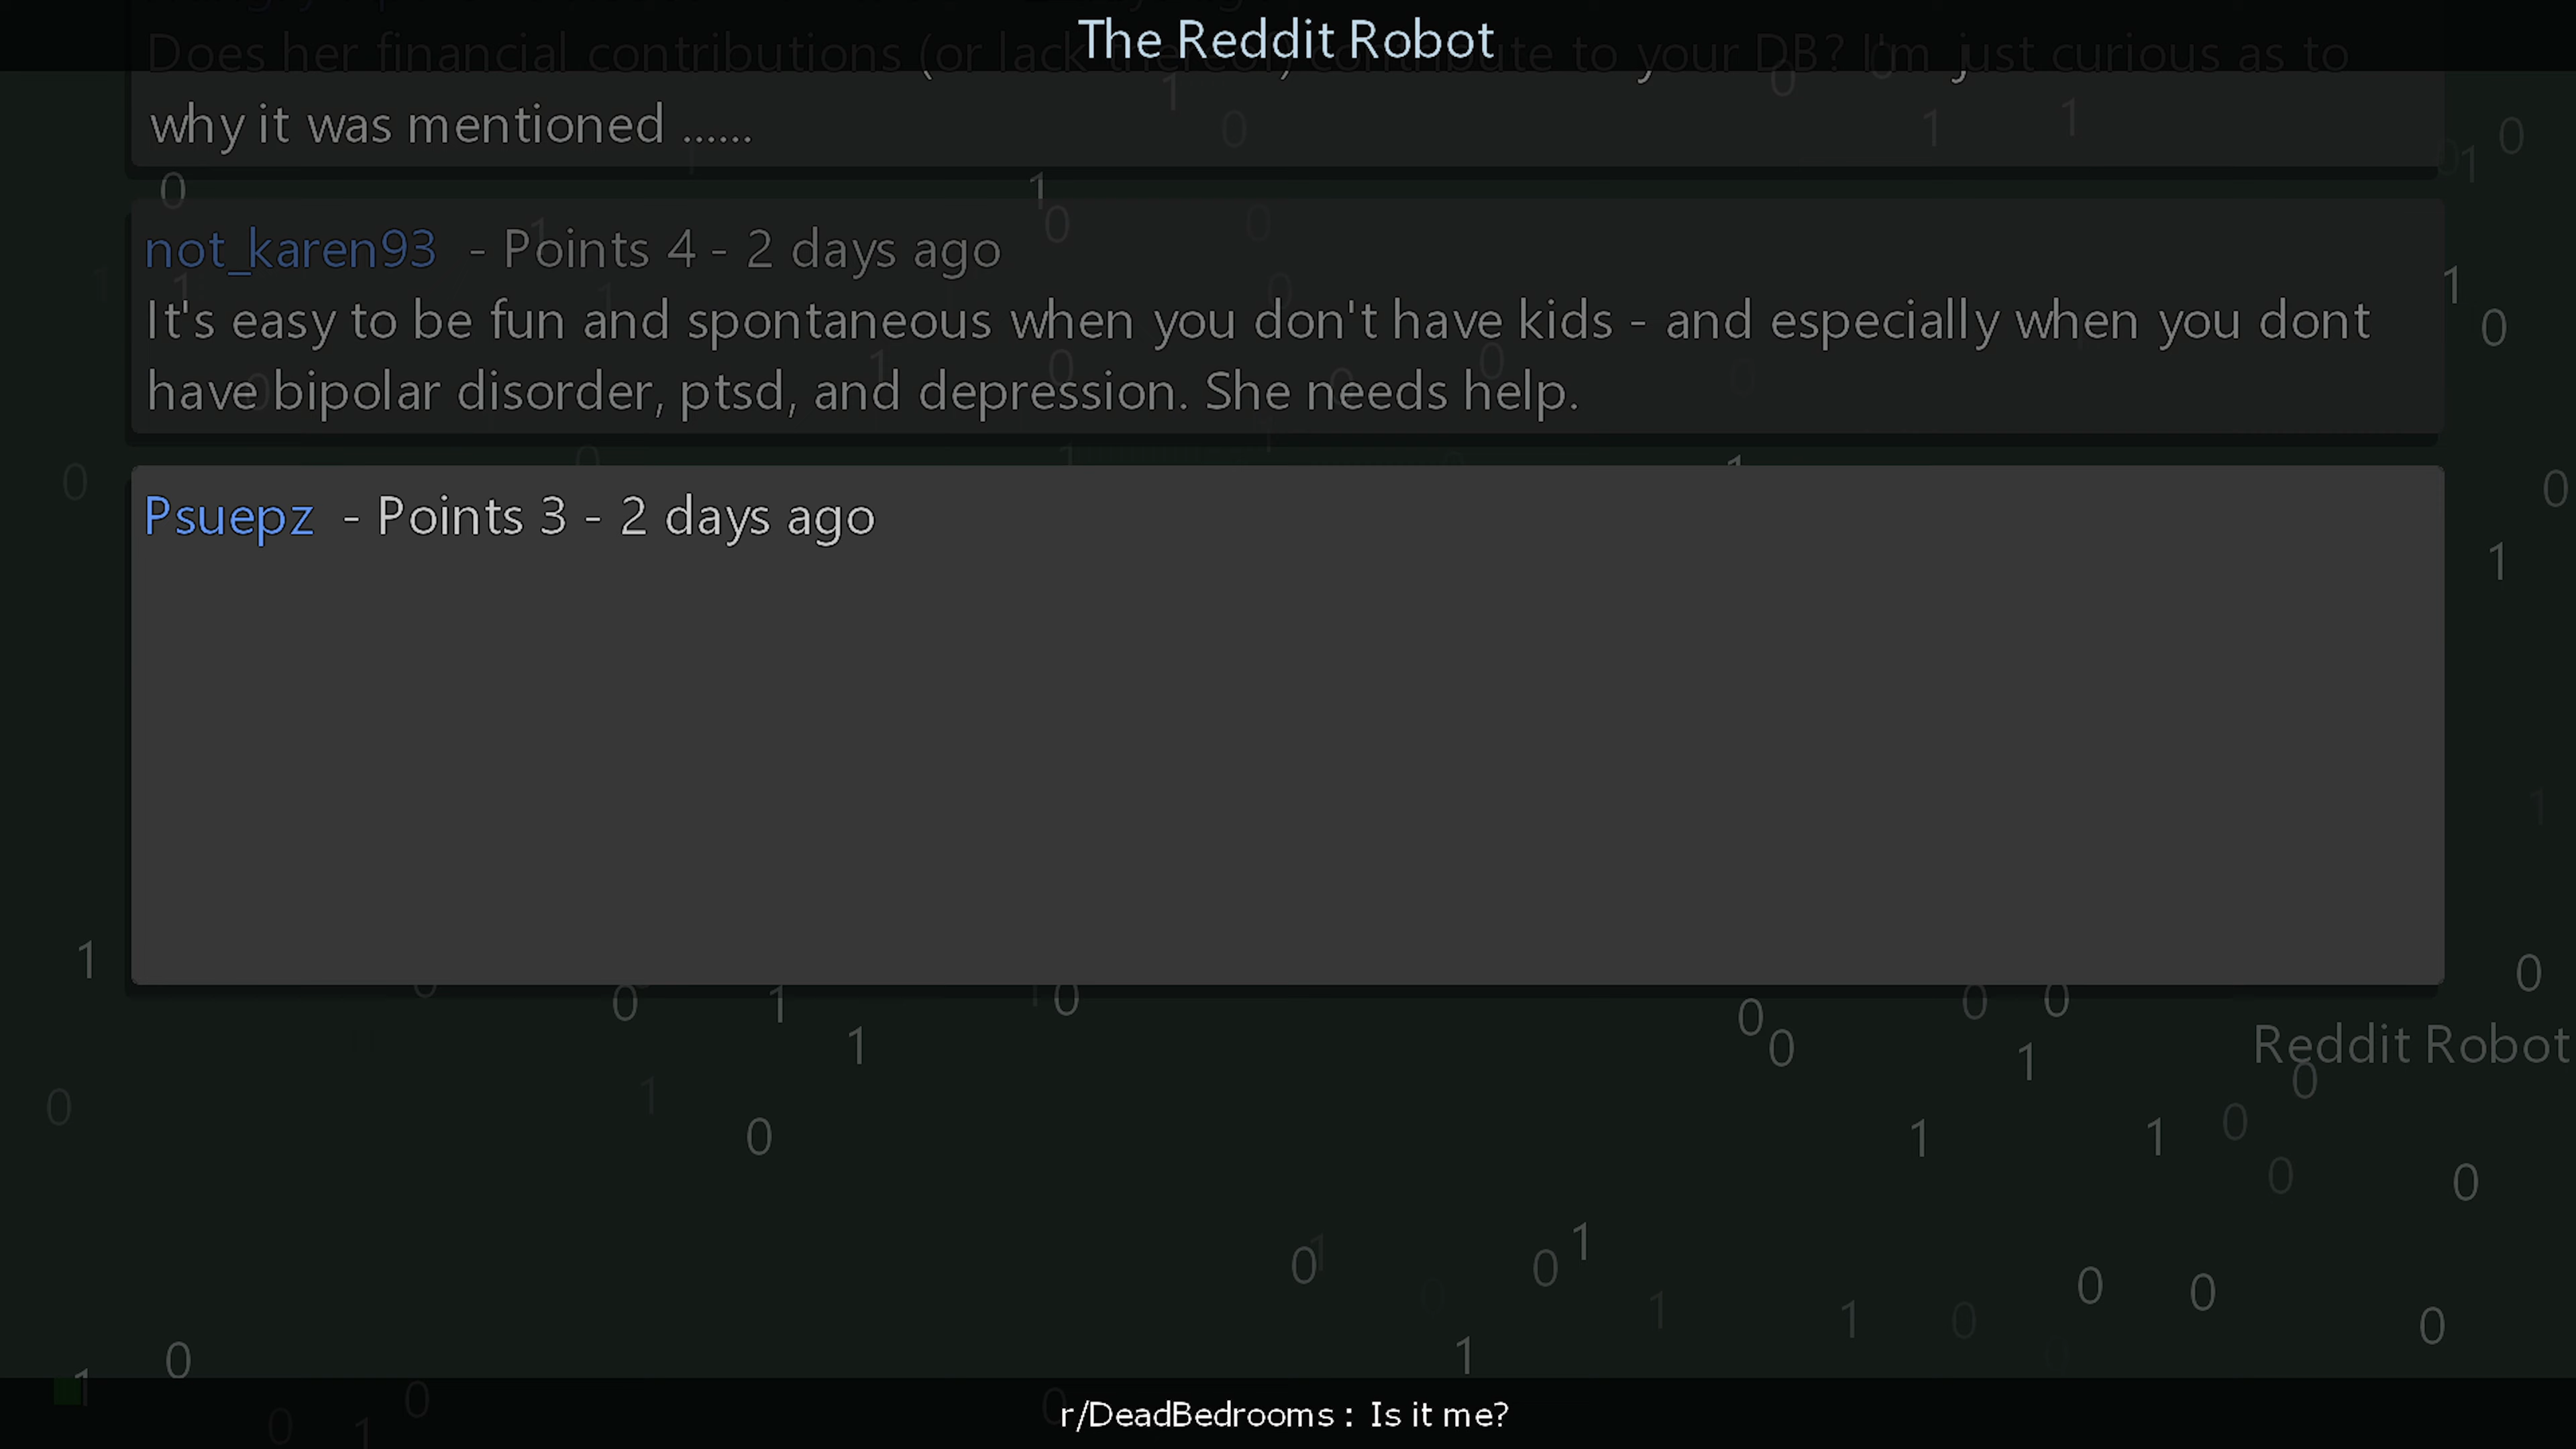 The Reddit Robot
Does her financial contributions (or lack thereof) contribute to your DB? I'm just curious as to
why it was mentioned ......
not_karen93 - Points 4 - 2 days ago
It's easy to be fun and spontaneous when you don't have kids - and especially when you dont
have bipolar disorder, ptsd, and depression. She needs help.
Psuepz - Points 3 - 2 days ago
Reddit Robot
r/DeadBedrooms : Is it me?